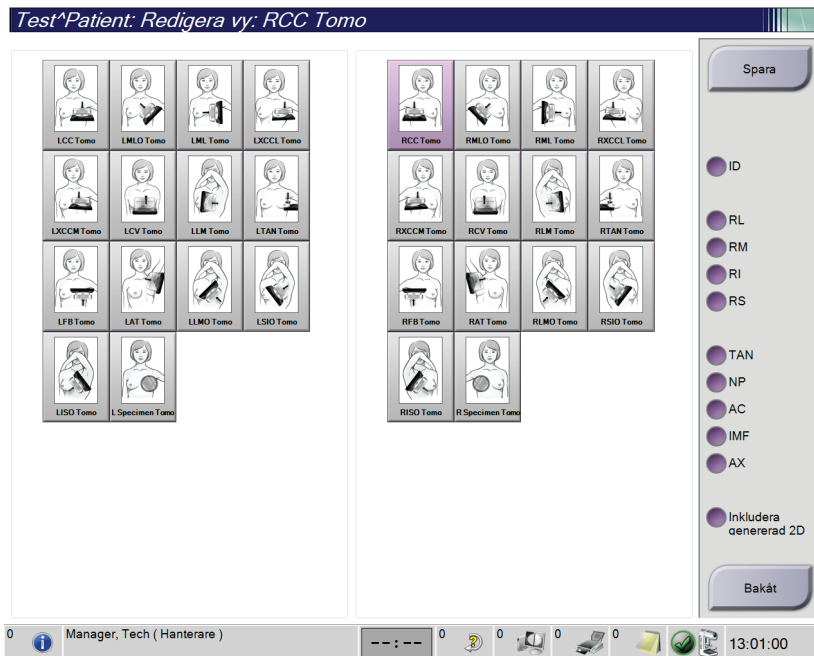 Test^Patient: Redigera vy: RCC Tomo
LCC Tomo LMLO Tomo LML Tomo LXCCL Tomo
LXCCM Tomo LCV Tomo LLM Tomo LTAN Tomo
LFB Tomo LAT Tomo LLMO Tomo LSIO Tomo
LISO Tomo L Specimen Tomo
RCC Tomo RMLO Tomo RML Tomo RXCCL Tomo
RXCCM Tomo RCV Tomo RLM Tomo RTAN Tomo
RFB Tomo RAT Tomo RLMO Tomo RSIO Tomo
RISO Tomo R Specimen Tomo
Spara
ID
RL
RM
RI
RS
TAN
NP
AC
IMF
AX
Inkludera
genererad 2D
Bakåt
0 Manager, Tech ( Hanterare ) --:-- 0 0 0 0 13:01:00